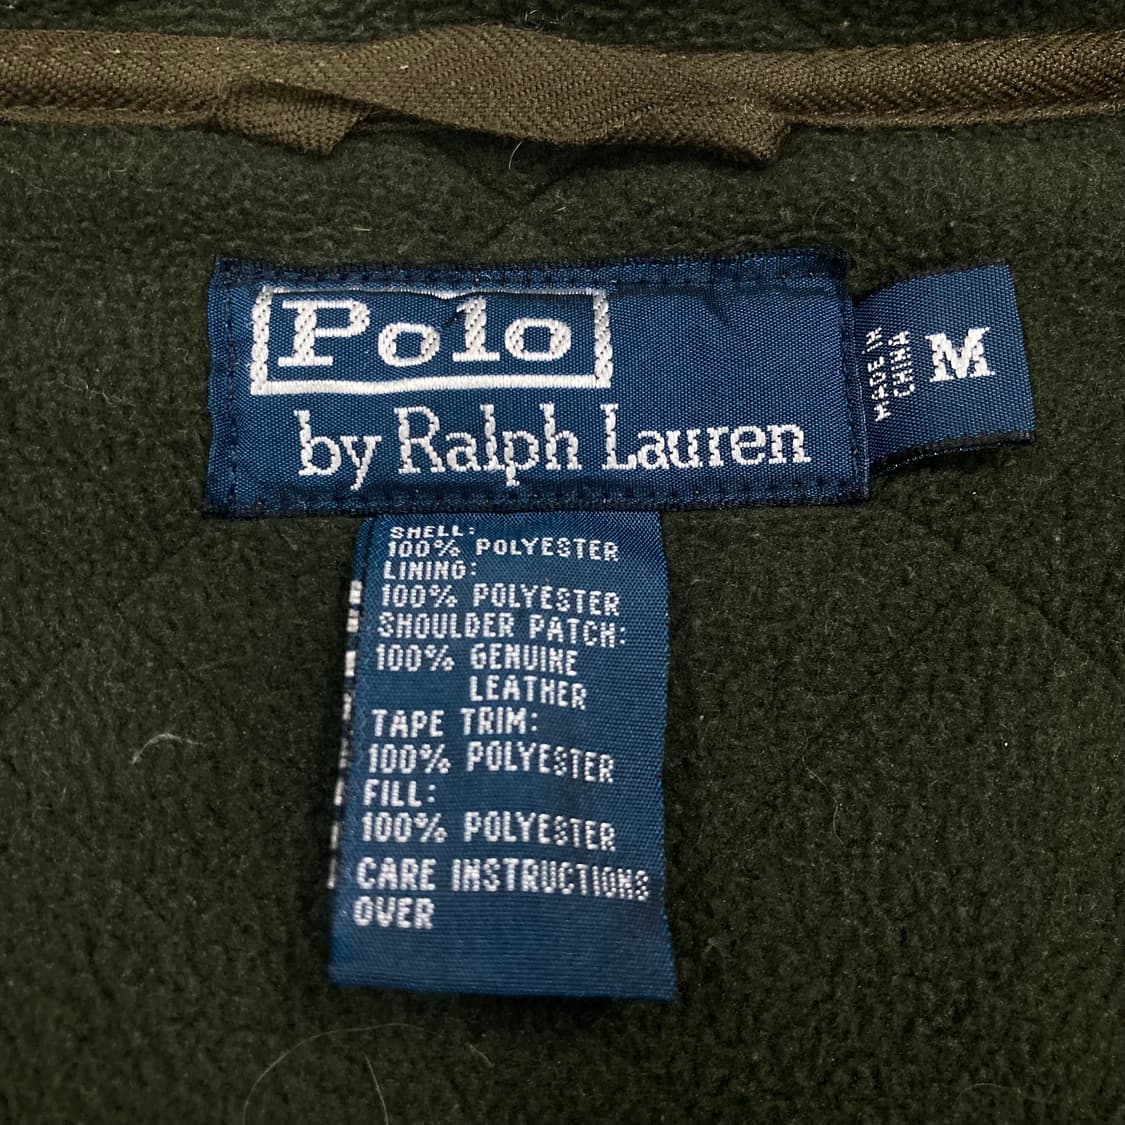 Polo
by Ralph Lauren
MADE IN
CHINA
M
SHELL:
100% POLYESTER
LINING:
100% POLYESTER
SHOULDER PATCH:
100% GENUINE
LEATHER
TAPE TRIM:
100% POLYESTER
FILL:
100% POLYESTER
CARE INSTRUCTIONS
OVER